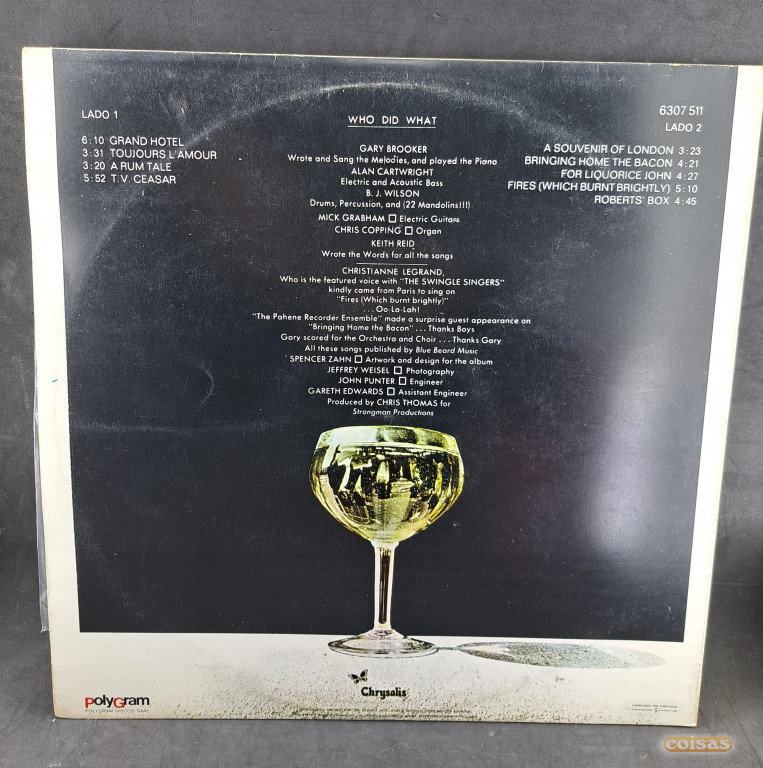 LADO 1
6:10 GRAND HOTEL
3:31 TOUJOURS L'AMOUR
3:20 A RUM TALE
5:52 T.V. CEASAR
WHO DID WHAT
GARY BROOKER
Wrote and Sang the Melodies, and played the Piano
ALAN CARTWRIGHT
Electric and Acoustic Bass
B. J. WILSON
Drums, Percussion, and (22 Mandolins!!!)
MICK GRABHAM □ Electric Guitars
CHRIS COPPING □ Organ
KEITH REID
Wrote the Words for all the songs
CHRISTIANNE LEGRAND,
Who is the featured voice with "THE SWINGLE SINGERS"
kindly came from Paris to sing on
"Fires (Which burnt brightly)"
...Oo-La-Lah!
"The Pahene Recorder Ensemble" made a surprise guest appearance on
"Bringing Home the Bacon"...Thanks Boys
Gary scored for the Orchestra and Choir...Thanks Gary
All these songs published by Blue Beard Music
SPENCER ZAHN □ Artwork and design for the album
JEFFREY WEISEL □ Photography
JOHN PUNTER □ Engineer
GARETH EDWARDS □ Assistant Engineer
Produced by CHRIS THOMAS for
Strongman Productions
6307 511
LADO 2
A SOUVENIR OF LONDON 3:23
BRINGING HOME THE BACON 4:21
FOR LIQUORICE JOHN 4:27
FIRES (WHICH BURNT BRIGHTLY) 5:10
ROBERTS' BOX 4:45
Chrysalis
polyGram
POLYGRAM DISCOS SARL
coisas